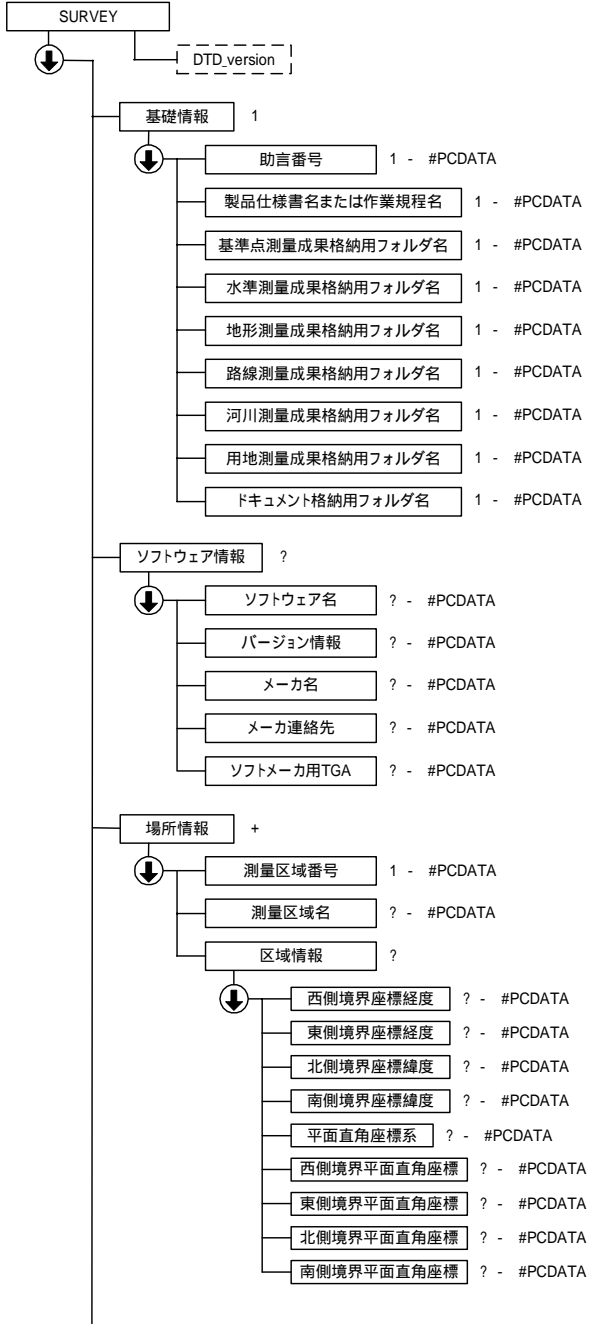 SURVEY
DTD_version
基礎情報 1
助言番号 1 - #PCDATA
製品仕様書名または作業規程名 1 - #PCDATA
基準点測量成果格納用フォルダ名 1 - #PCDATA
水準測量成果格納用フォルダ名 1 - #PCDATA
地形測量成果格納用フォルダ名 1 - #PCDATA
路線測量成果格納用フォルダ名 1 - #PCDATA
河川測量成果格納用フォルダ名 1 - #PCDATA
用地測量成果格納用フォルダ名 1 - #PCDATA
ドキュメント格納用フォルダ名 1 - #PCDATA
ソフトウェア情報 ?
ソフトウェア名 ? - #PCDATA
バージョン情報 ? - #PCDATA
メーカ名 ? - #PCDATA
メーカ連絡先 ? - #PCDATA
ソフトメーカ用TGA ? - #PCDATA
場所情報 +
測量区域番号 1 - #PCDATA
測量区域名 ? - #PCDATA
区域情報 ?
西側境界座標経度 ? - #PCDATA
東側境界座標経度 ? - #PCDATA
北側境界座標緯度 ? - #PCDATA
南側境界座標緯度 ? - #PCDATA
平面直角座標系 ? - #PCDATA
西側境界平面直角座標 ? - #PCDATA
東側境界平面直角座標 ? - #PCDATA
北側境界平面直角座標 ? - #PCDATA
南側境界平面直角座標 ? - #PCDATA